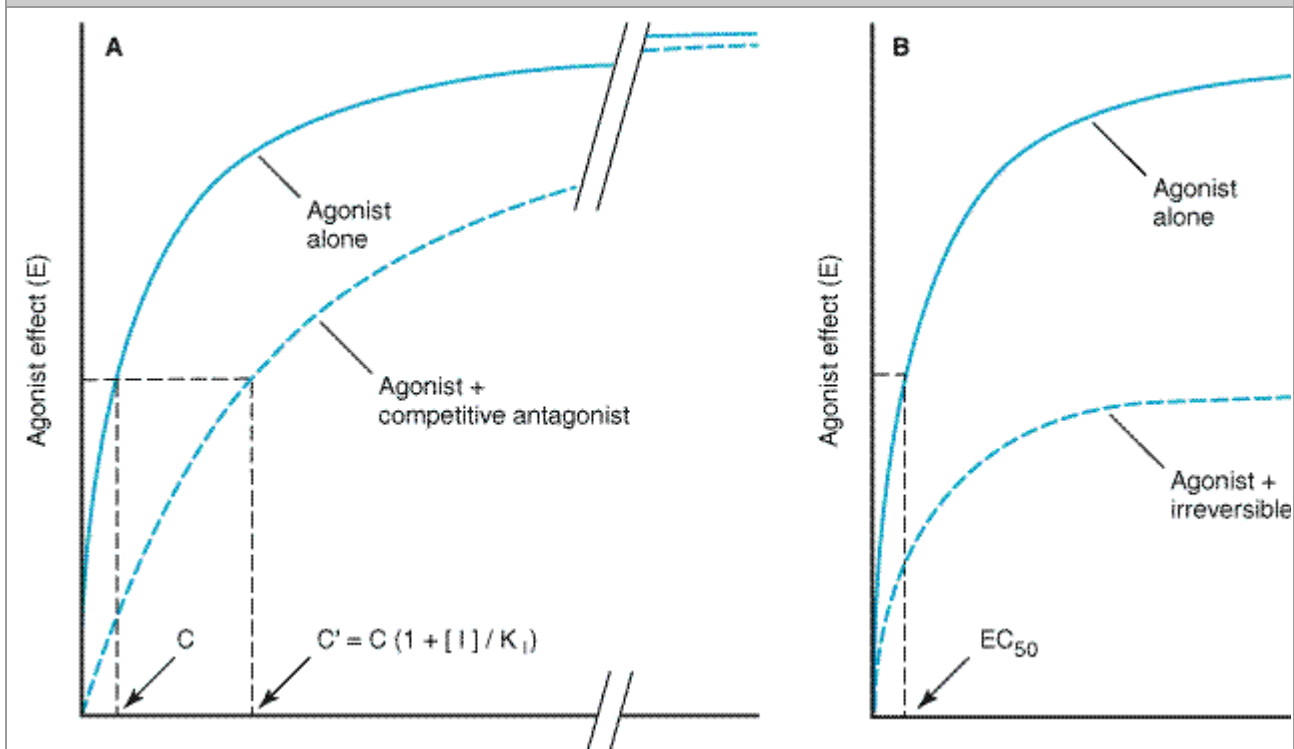 A
Agonist effect (E)
Agonist
alone
Agonist +
competitive antagonist
C
C' = C (1 + [ I ] / K I)
B
Agonist effect (E)
Agonist
alone
Agonist +
irreversible
EC50